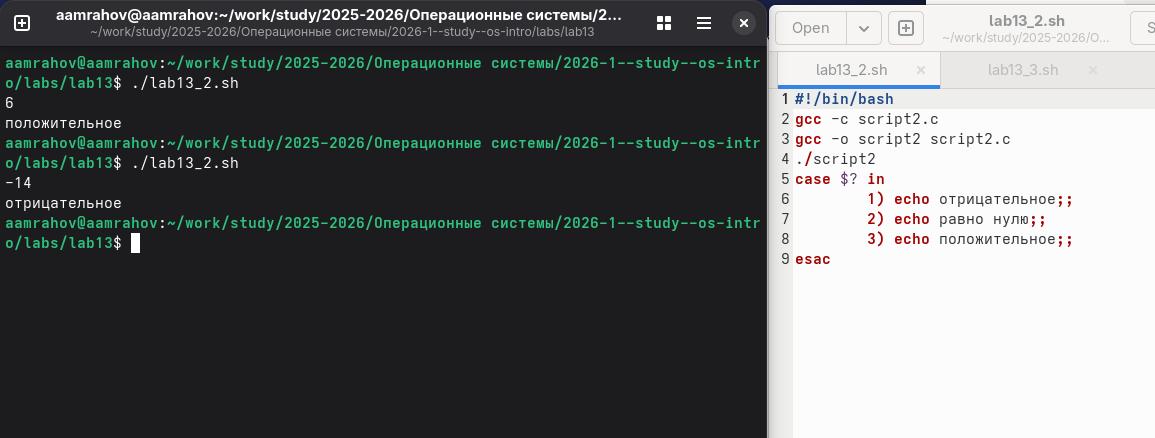 aamrahov@aamrahov:~/work/study/2025-2026/Операционные системы/2...
~/work/study/2025-2026/Операционные системы/2026-1--study--os-intro/labs/lab13
aamrahov@aamrahov:~/work/study/2025-2026/Операционные системы/2026-1--study--os-intr
o/labs/lab13$ ./lab13_2.sh
6
положительное
aamrahov@aamrahov:~/work/study/2025-2026/Операционные системы/2026-1--study--os-intr
o/labs/lab13$ ./lab13_2.sh
-14
отрицательное
aamrahov@aamrahov:~/work/study/2025-2026/Операционные системы/2026-1--study--os-intr
o/labs/lab13$
Open
lab13_2.sh
~/work/study/2025-2026/О...
S
lab13_2.sh ×
lab13_3.sh ×
1 #!/bin/bash
2 gcc -c script2.c
3 gcc -o script2 script2.c
4 ./script2
5 case $? in
6 1) echo отрицательное;;
7 2) echo равно нулю;;
8 3) echo положительное;;
9 esac